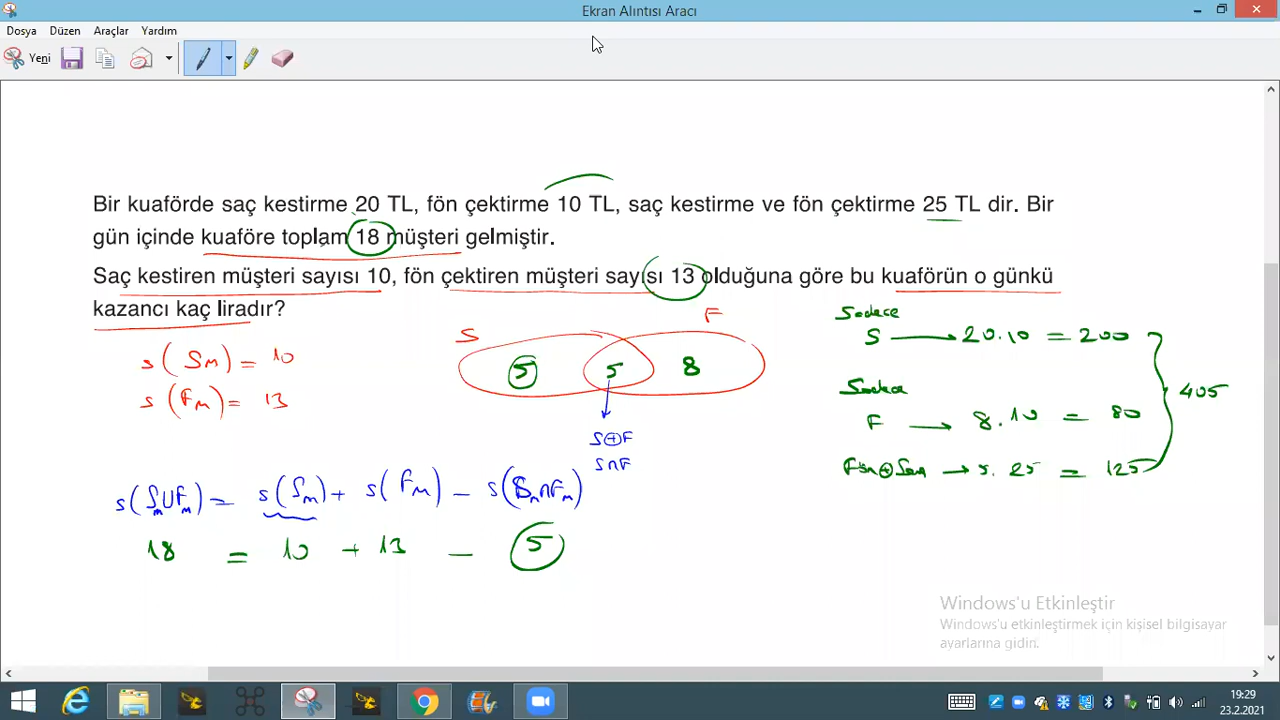 Ekran Alıntısı Aracı
Dosya Düzen Araçlar Yardım
Yeni
Bir kuaförde saç kestirme 20 TL, fön çektirme 10 TL, saç kestirme ve fön çektirme 25 TL dir. Bir
gün içinde kuaföre toplam 18 müşteri gelmiştir.
Saç kestiren müşteri sayısı 10, fön çektiren müşteri sayısı 13 olduğuna göre bu kuaförün o günkü
kazancı kaç liradır?
s(Sm) = 10
s(Fm) = 13
S F
5 5 8
S+F
S∩F
s(Sm∪Fm) = s(Sm) + s(Fm) - s(Sm∩Fm)
18 = 10 + 13 - 5
Sadece
S → 20.10 = 200
Sadece
F → 8.10 = 80
→ 5.25 = 125
405
Windows'u Etkinleştir
Windows'u etkinleştirmek için kişisel bilgisayar
ayarlarına gidin.
19:29
23.2.2021